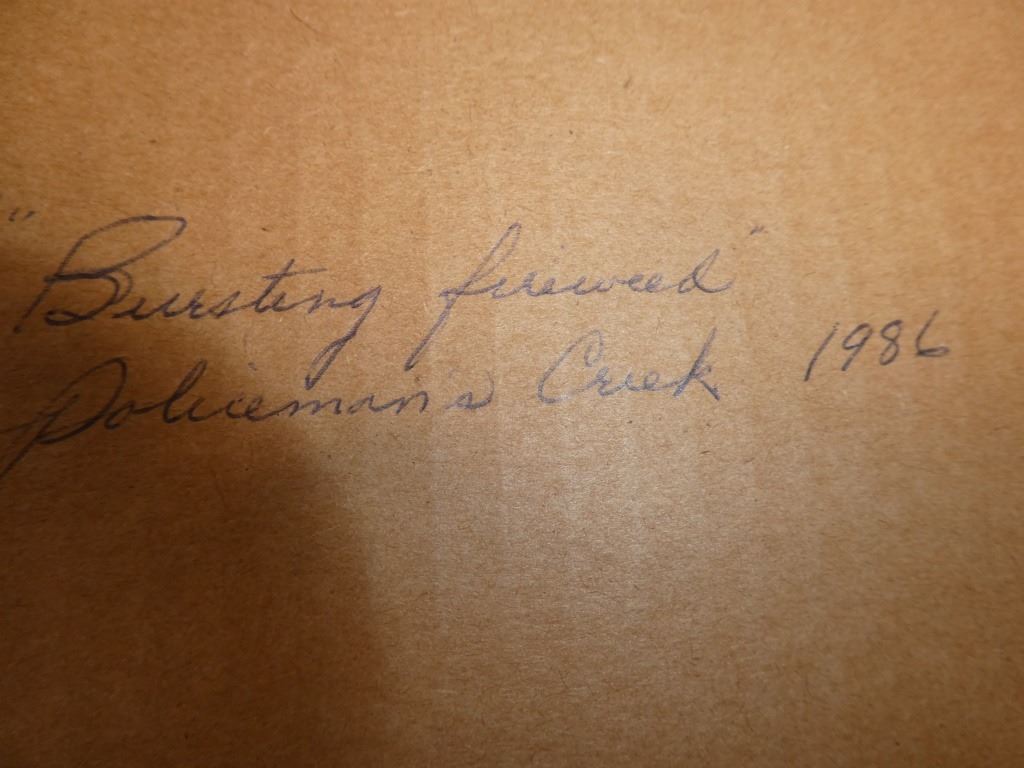 "Bursting fireweed"
Policeman's Creek 1986